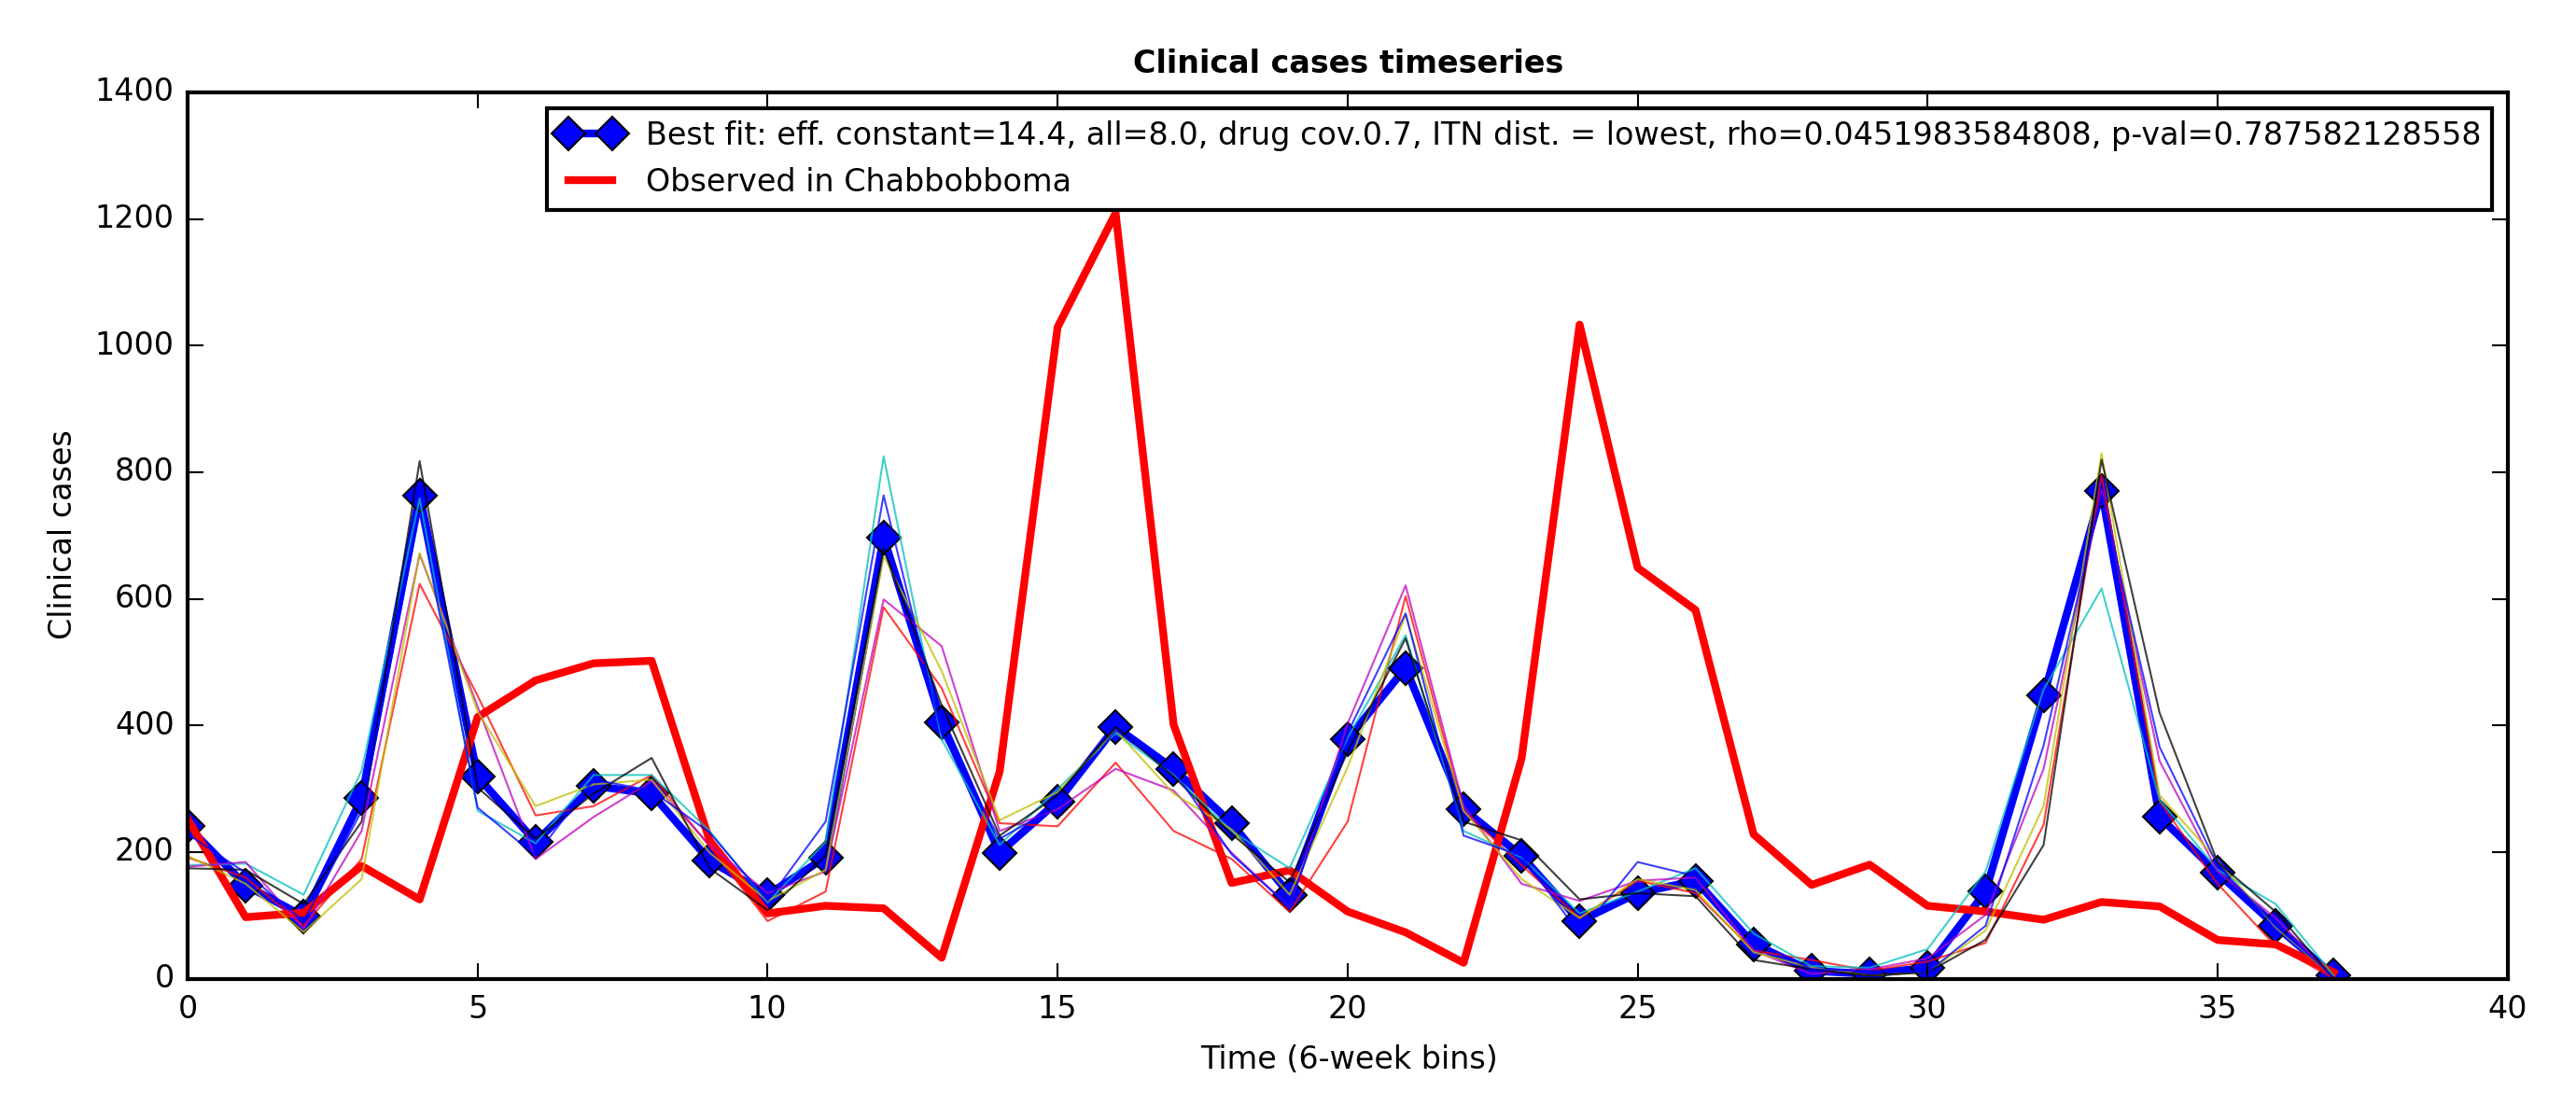 Clinical cases timeseries
1400
1200
1000
800
600
400
200
0
Clinical cases
Best fit: eff. constant=14.4, all=8.0, drug cov.0.7, ITN dist. = lowest, rho=0.0451983584808, p-val=0.787582128558
Observed in Chabbobboma
0 5 10 15 20 25 30 35 40
Time (6-week bins)